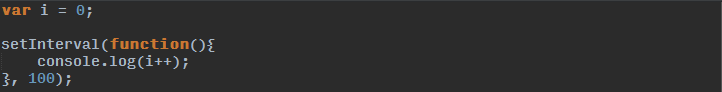 var i = 0;

setInterval(function(){
    console.log(i++);
}, 100);